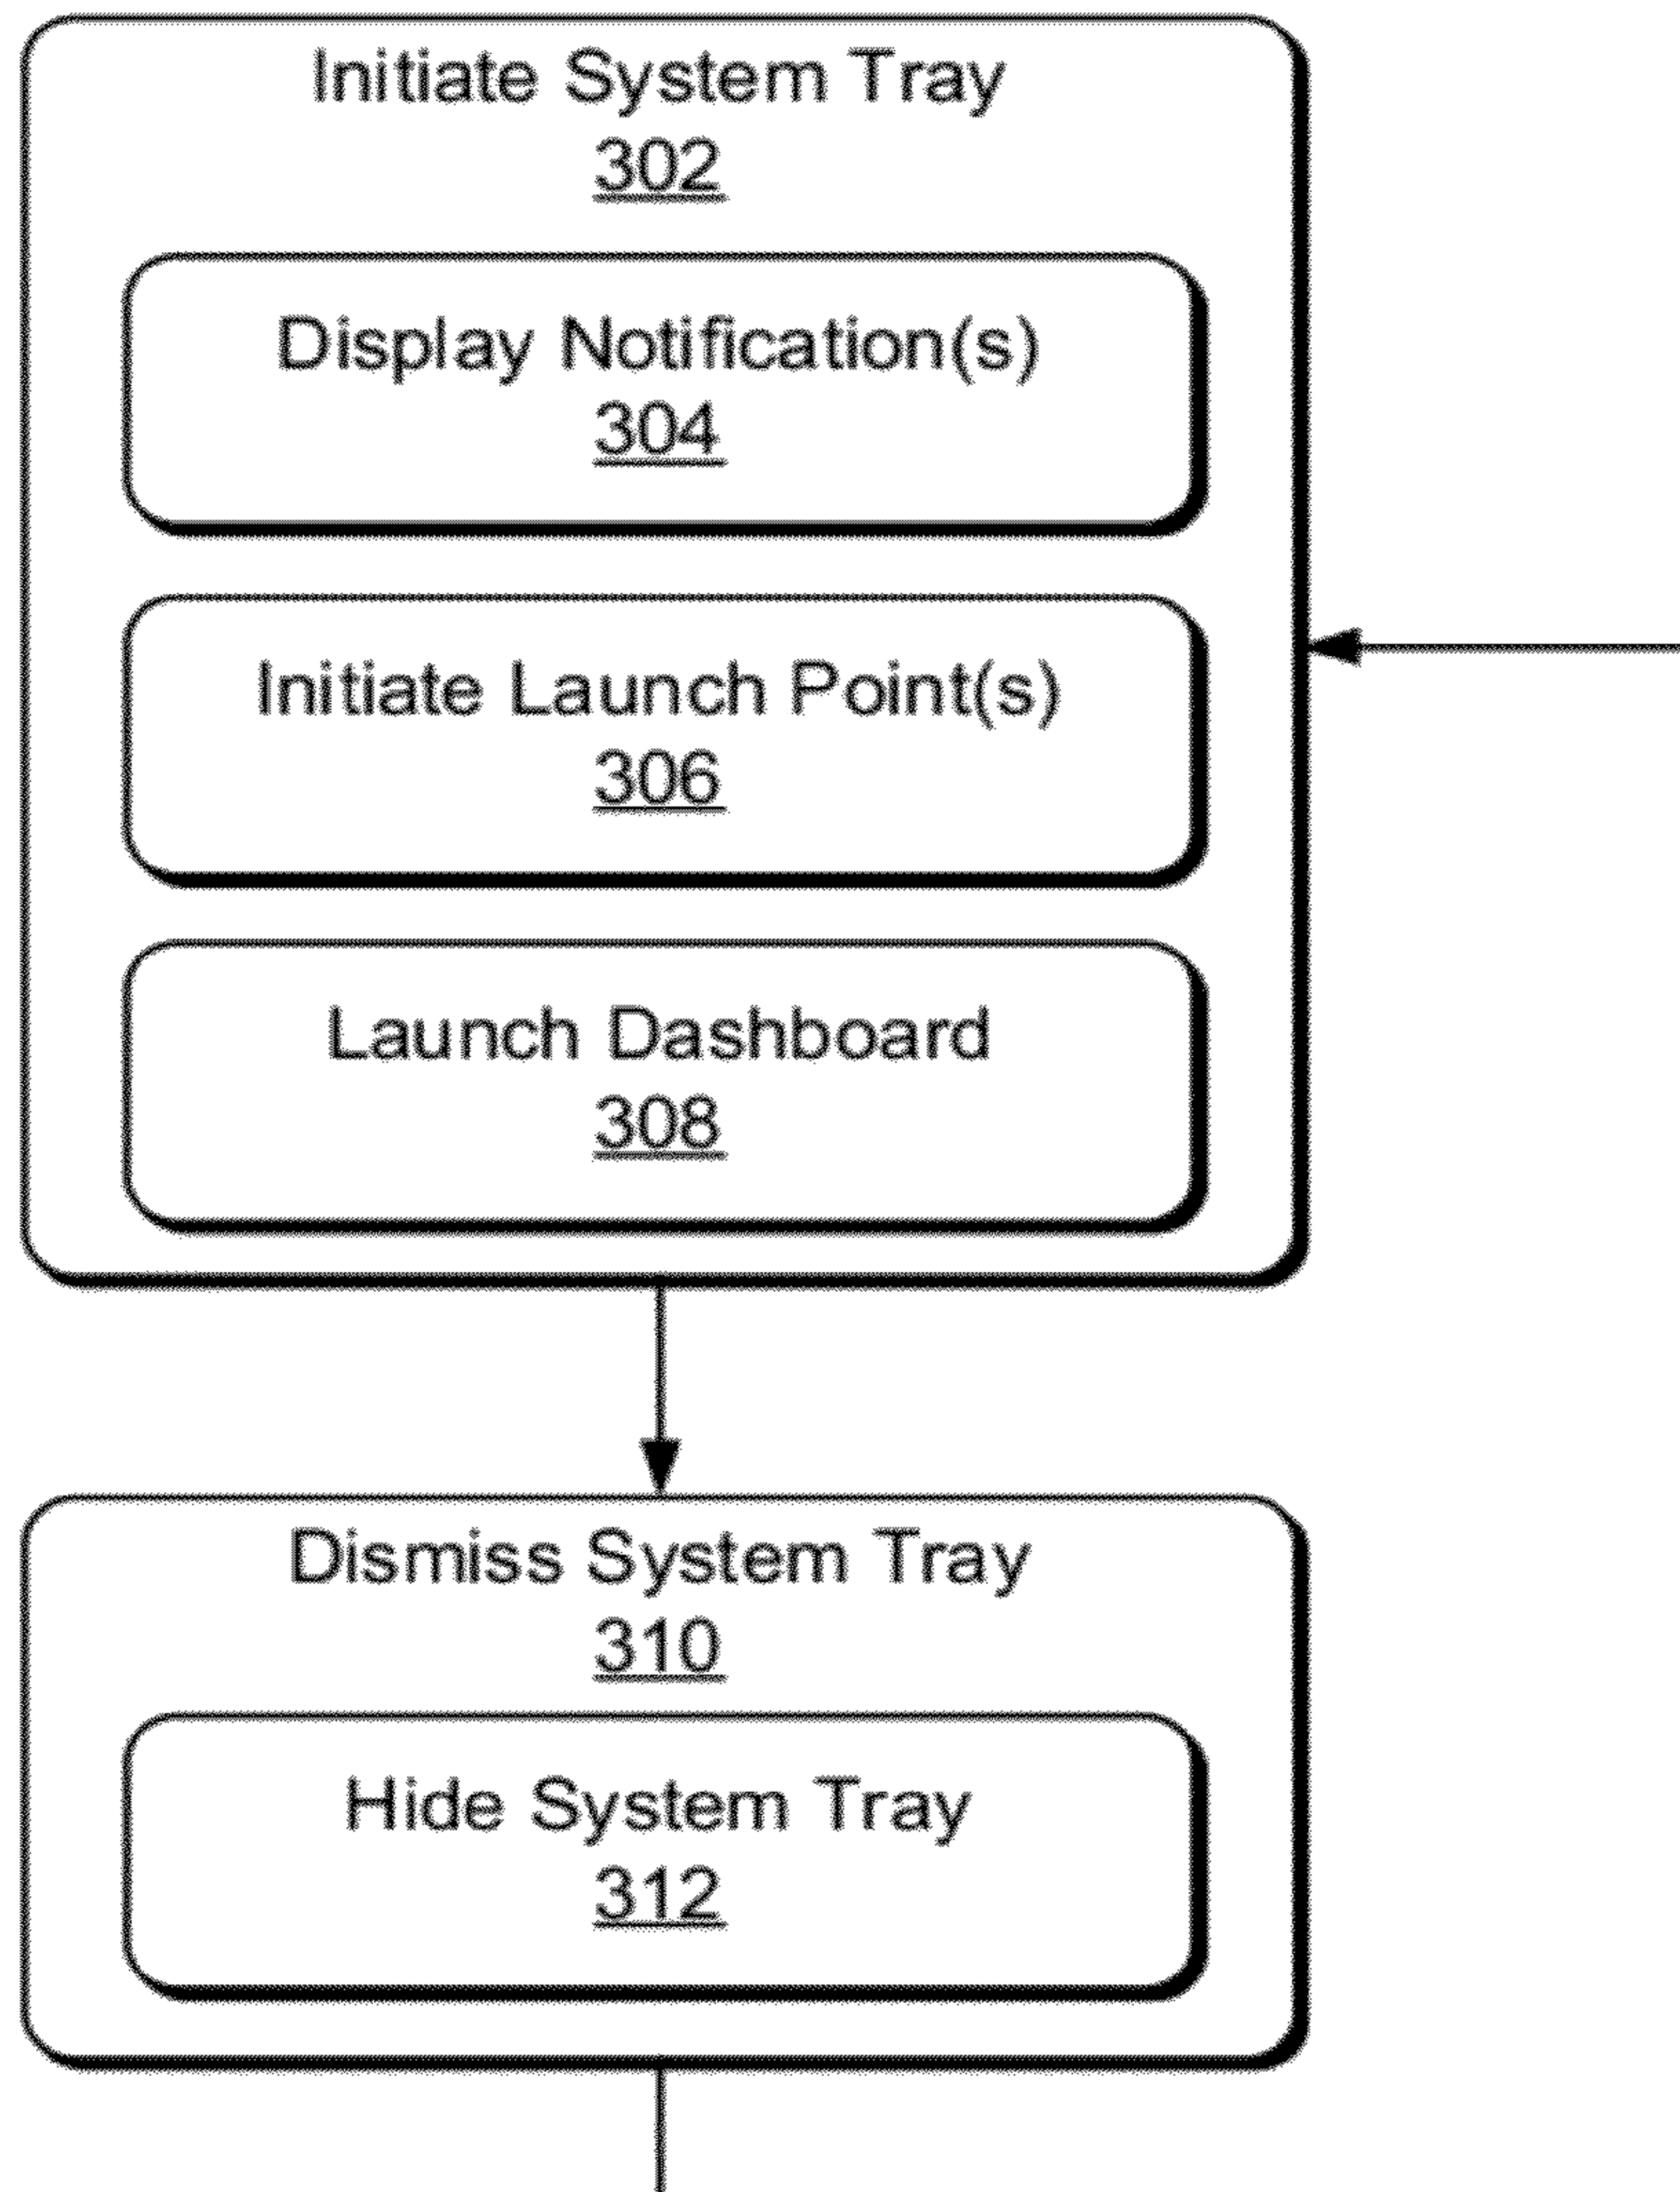 Initiate System Tray
302
Display Notification(s)
304
Initiate Launch Point(s)
306
Launch Dashboard
308
Dismiss System Tray
310
Hide System Tray
312